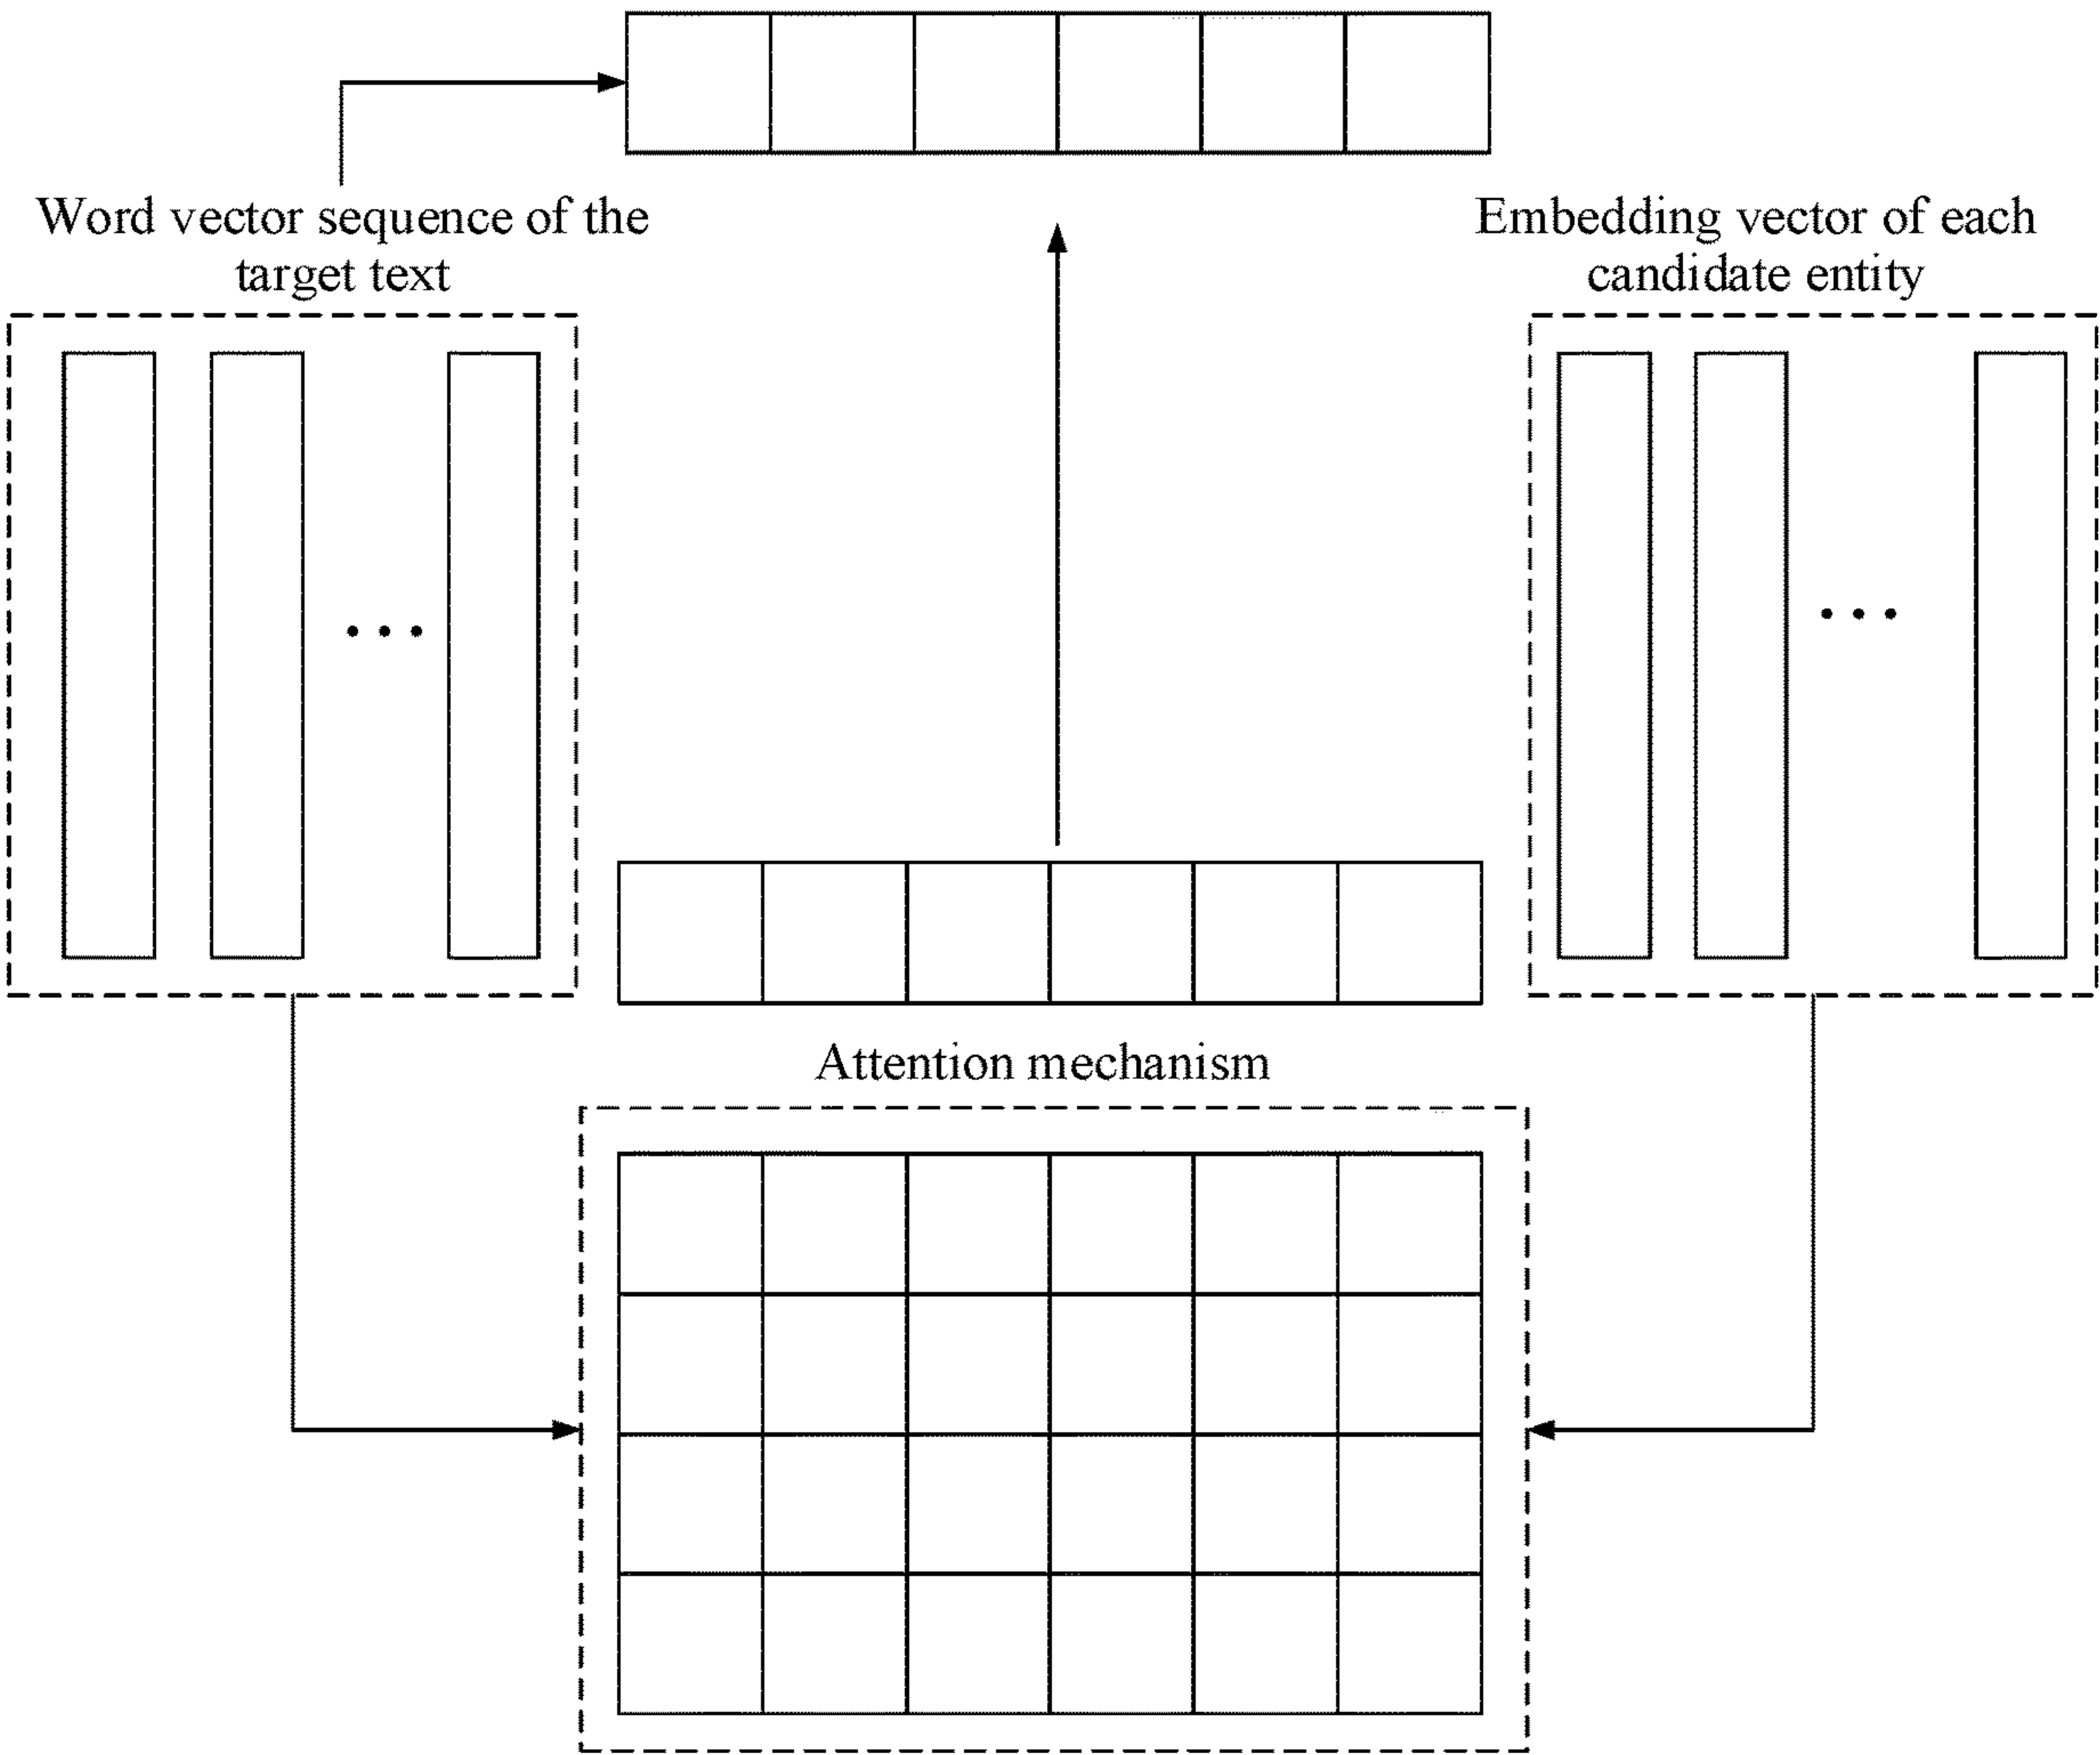 Word vector sequence of the
target text
Embedding vector of each
candidate entity
Attention mechanism